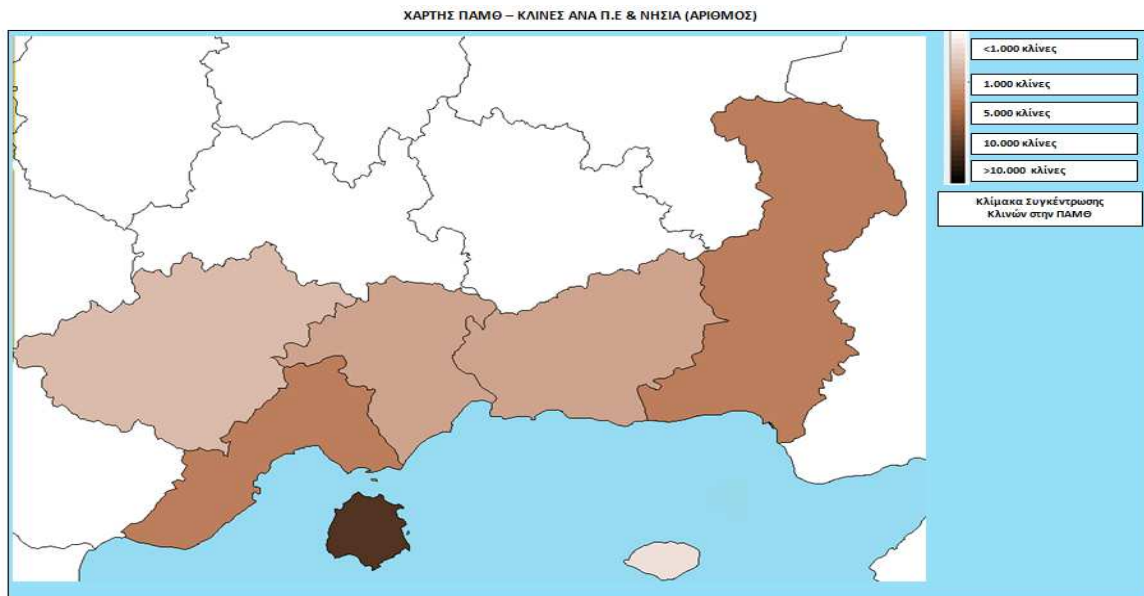 ΧΑΡΤΗΣ ΠΑΜΘ – ΚΛΙΝΕΣ ΑΝΑ Π.Ε & ΝΗΣΙΑ (ΑΡΙΘΜΟΣ)
<1.000 κλίνες
1.000 κλίνες
5.000 κλίνες
10.000 κλίνες
>10.000 κλίνες
Κλίμακα Συγκέντρωσης
Κλινών στην ΠΑΜΘ